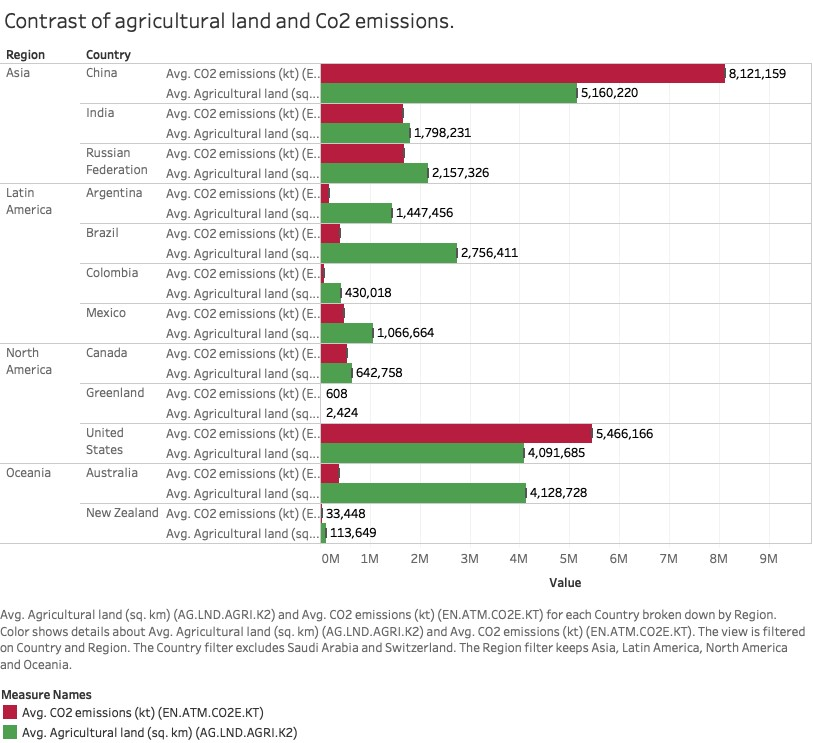 Contrast of agricultural land and Co2 emissions.
Region Country
Asia China Avg. CO2 emissions (kt) (E.. 8,121,159
Avg. Agricultural land (sq... 5,160,220
India Avg. CO2 emissions (kt) (E..
Avg. Agricultural land (sq... 1,798,231
Russian Avg. CO2 emissions (kt) (E..
Federation Avg. Agricultural land (sq... 2,157,326
Latin Argentina Avg. CO2 emissions (kt) (E..
America Avg. Agricultural land (sq... 1,447,456
Brazil Avg. CO2 emissions (kt) (E..
Avg. Agricultural land (sq... 2,756,411
Colombia Avg. CO2 emissions (kt) (E..
Avg. Agricultural land (sq... 430,018
Mexico Avg. CO2 emissions (kt) (E..
Avg. Agricultural land (sq... 1,066,664
North Canada Avg. CO2 emissions (kt) (E..
America Avg. Agricultural land (sq... 642,758
Greenland Avg. CO2 emissions (kt) (E.. 608
Avg. Agricultural land (sq... 2,424
United Avg. CO2 emissions (kt) (E.. 5,466,166
States Avg. Agricultural land (sq... 4,091,685
Oceania Australia Avg. CO2 emissions (kt) (E..
Avg. Agricultural land (sq... 4,128,728
New Zealand Avg. CO2 emissions (kt) (E.. 33,448
Avg. Agricultural land (sq... 113,649
0M 1M 2M 3M 4M 5M 6M 7M 8M 9M
Value
Avg. Agricultural land (sq. km) (AG.LND.AGRI.K2) and Avg. CO2 emissions (kt) (EN.ATM.CO2E.KT) for each Country broken down by Region.
Color shows details about Avg. Agricultural land (sq. km) (AG.LND.AGRI.K2) and Avg. CO2 emissions (kt) (EN.ATM.CO2E.KT). The view is filtered
on Country and Region. The Country filter excludes Saudi Arabia and Switzerland. The Region filter keeps Asia, Latin America, North America
and Oceania.
Measure Names
Avg. CO2 emissions (kt) (EN.ATM.CO2E.KT)
Avg. Agricultural land (sq. km) (AG.LND.AGRI.K2)